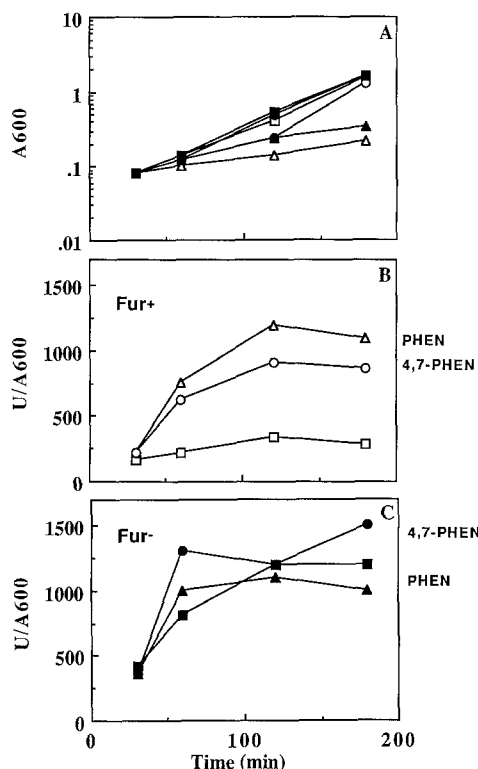 A
10
1
.1
.01
A600
B
Fur+
1500
1000
500
0
U/A600
PHEN
4,7-PHEN
C
Fur-
1500
1000
500
0
U/A600
4,7-PHEN
PHEN
0 100 200
Time (min)